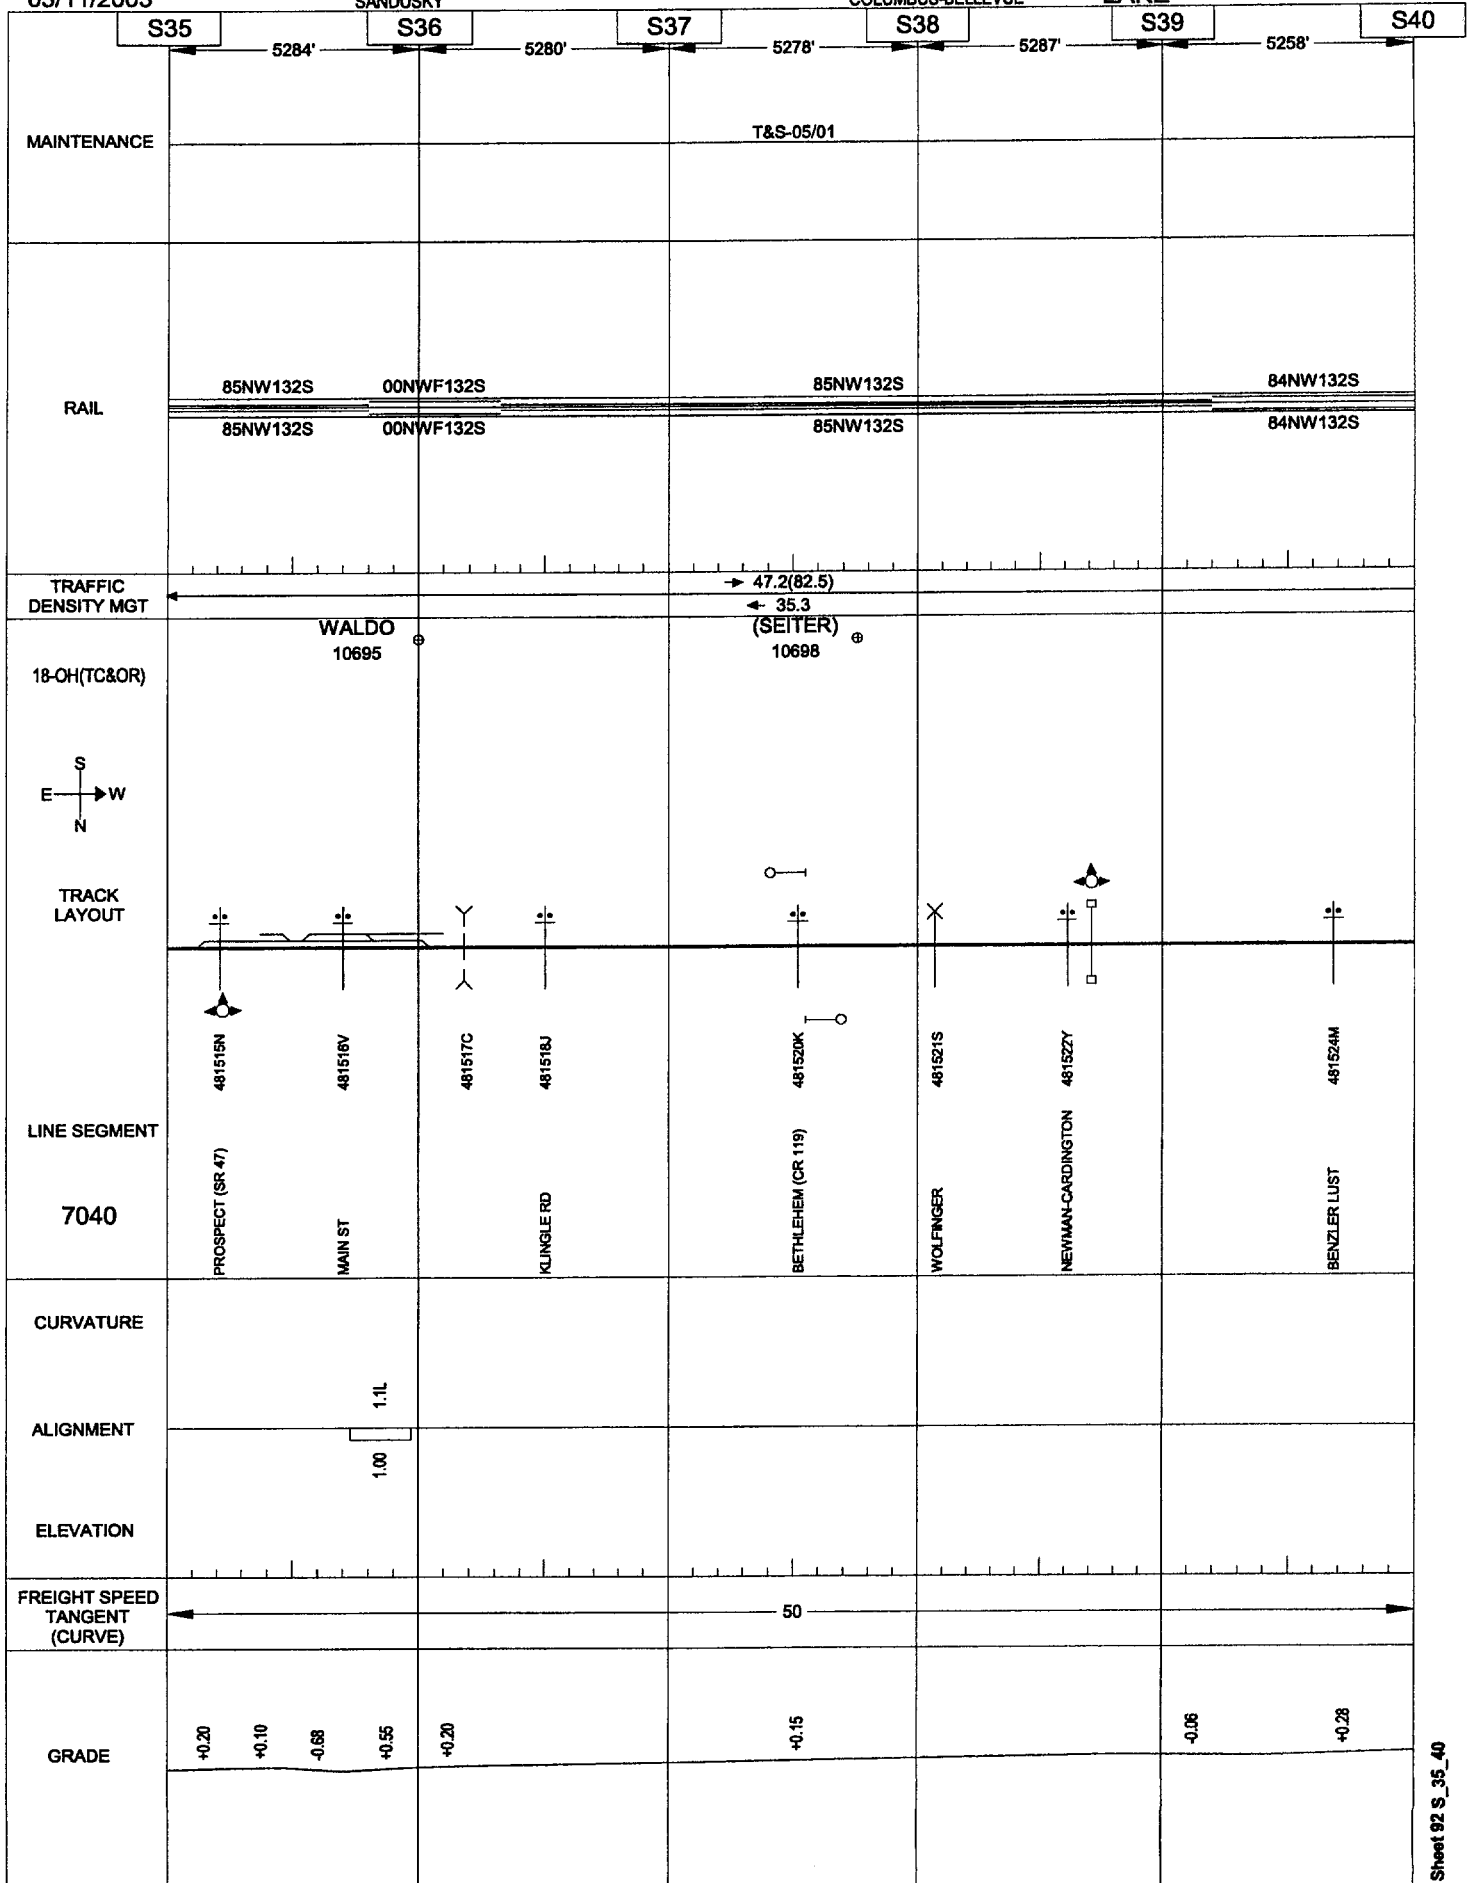 SANDUSKY
S35 S36 S37 S38 S39 S40
5284' 5280' 5278' 5287' 5258'
MAINTENANCE
T&S-05/01
RAIL
85NW132S 00NWF132S 85NW132S 84NW132S
85NW132S 00NWF132S 85NW132S 84NW132S
TRAFFIC
DENSITY MGT
47.2(82.5)
35.3
WALDO
10695
(SEITER)
10698
18-OH(TC&OR)
S
E W
N
TRACK
LAYOUT
481515N
481516V
481517C
481518J
481520K
481521S
481522Y
481524M
LINE SEGMENT
7040
PROSPECT (SR 47)
MAIN ST
KLINGLE RD
BETHLEHEM (CR 119)
WOLFINGER
NEWMAN-CARDINGTON
BENZLER LUST
CURVATURE
1.1L
ALIGNMENT
1.00
ELEVATION
FREIGHT SPEED
TANGENT
(CURVE)
50
GRADE
+0.20
+0.10
-0.68
+0.55
+0.20
+0.15
-0.06
+0.28
Sheet 92 S_35_40